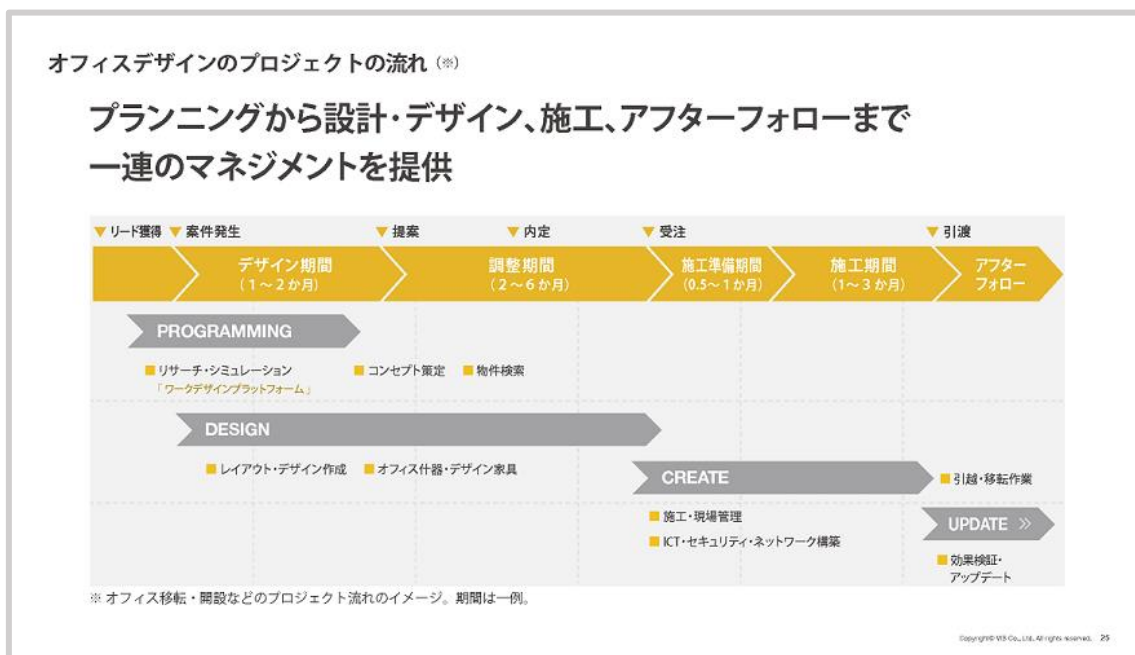 オフィスデザインのプロジェクトの流れ（※）
プランニングから設計・デザイン、施工、アフターフォローまで
一連のマネジメントを提供
▼ リード獲得 ▼ 案件発生 ▼ 提案 ▼ 内定 ▼ 受注 ▼ 引渡
デザイン期間 調整期間 施工準備期間 施工期間 アフター
（1～2か月） （2～6か月） （0.5～1か月） （1～3か月） フォロー
PROGRAMMING
■ リサーチ・シミュレーション ■ コンセプト策定 ■ 物件検索
「ワークデザインプラットフォーム」
DESIGN
■ レイアウト・デザイン作成 ■ オフィス什器・デザイン家具
CREATE
■ 引越・移転作業
■ 施工・現場管理
■ ICT・セキュリティ・ネットワーク構築
UPDATE »
■ 効果検証・
アップデート
※ オフィス移転・開設などのプロジェクト流れのイメージ。期間は一例。
Copyright© VIS Co., Ltd. All rights reserved. 25